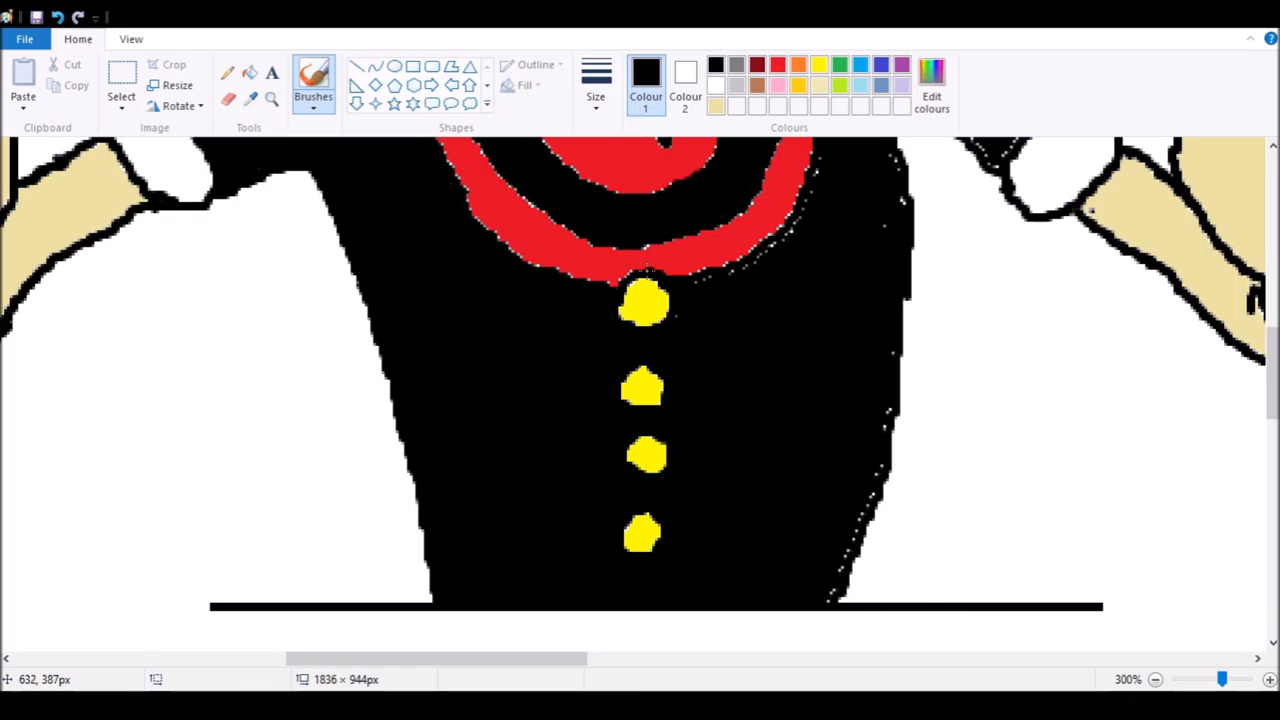 File Home View
Paste Cut Copy
Clipboard
Select Crop Resize Rotate
Image
A
Tools
Brushes
Outline Fill
Shapes
Size
Colour 1
Colour 2
Edit colours
Colours
632, 387px
1836 × 944px
300%